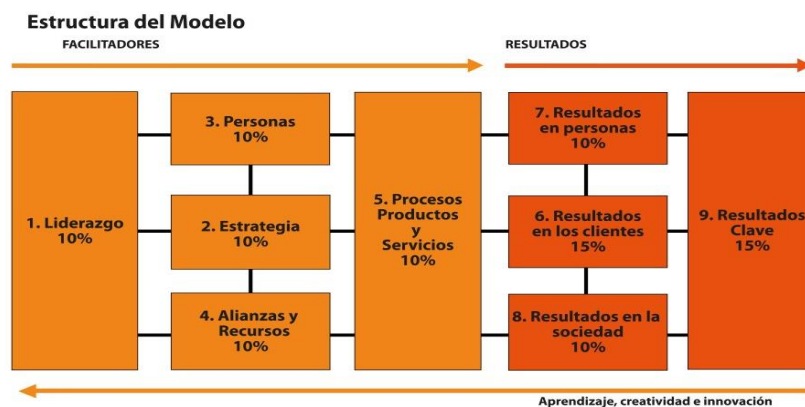 Estructura del Modelo
FACILITADORES
RESULTADOS
1. Liderazgo
10%
3. Personas
10%
2. Estrategia
10%
4. Alianzas y
Recursos
10%
5. Procesos
Productos
y
Servicios
10%
7. Resultados
en personas
10%
6. Resultados
en los clientes
15%
8. Resultados en la
sociedad
10%
9. Resultados
Clave
15%
Aprendizaje, creatividad e innovación